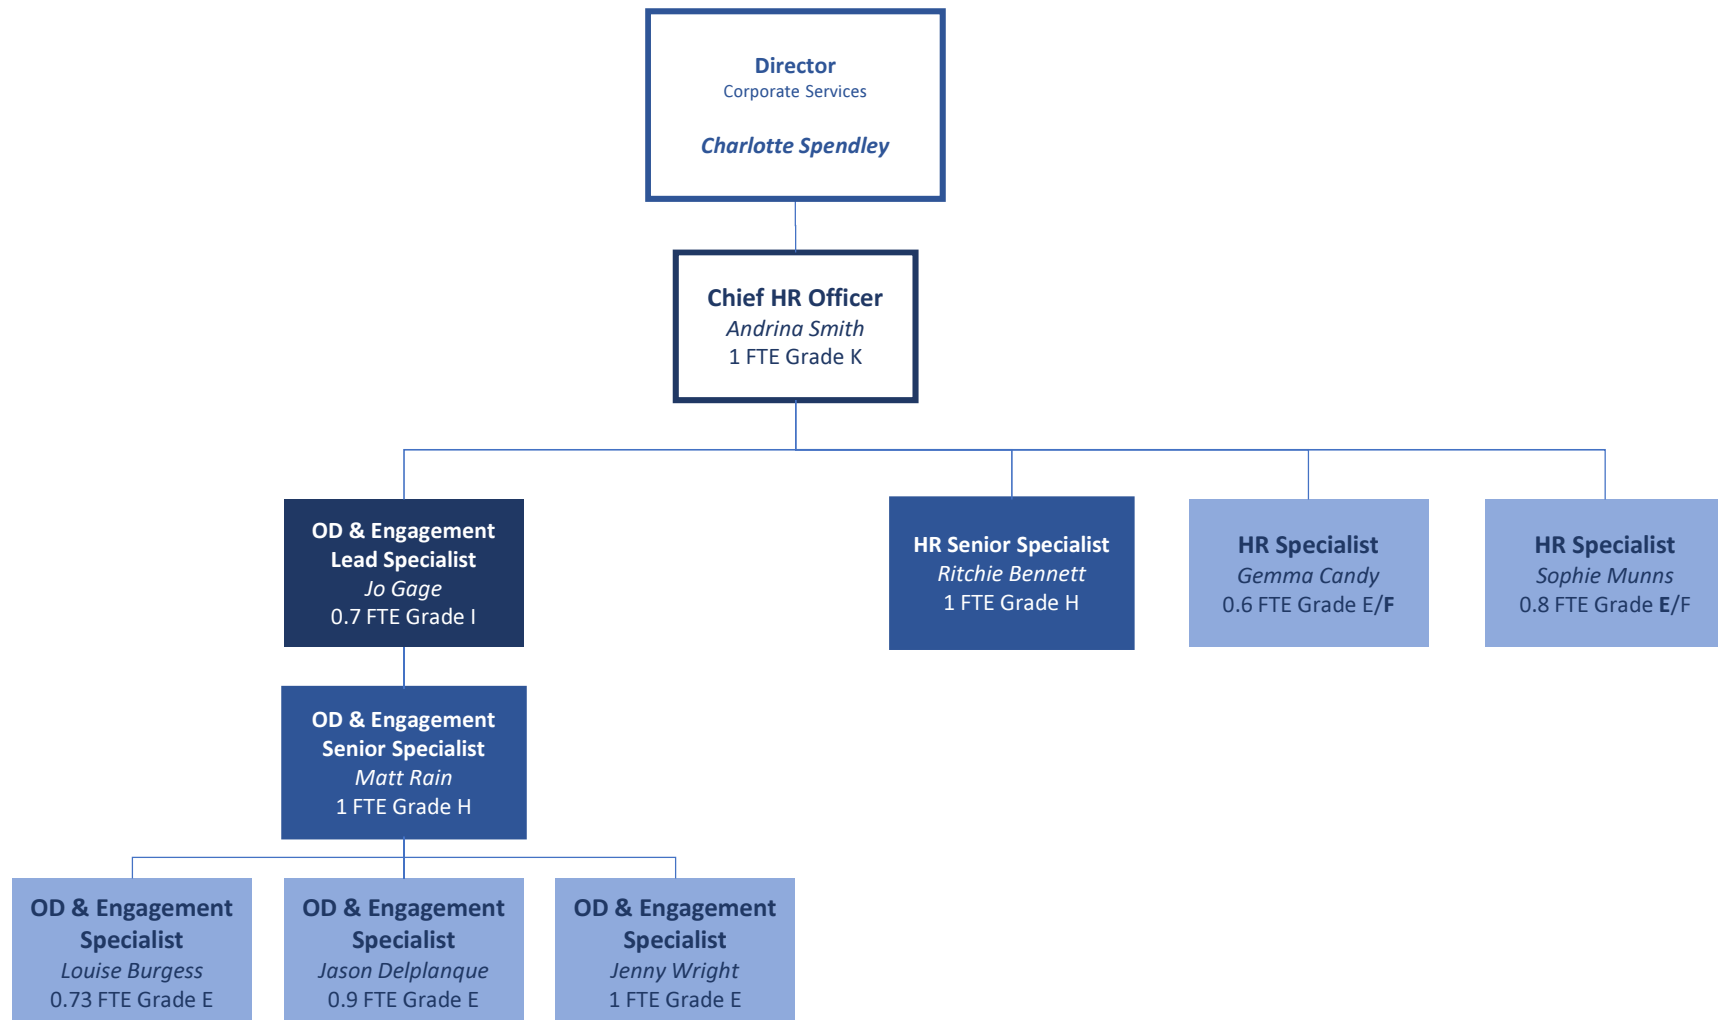 Director
Corporate Services
Charlotte Spendley
Chief HR Officer
Andrina Smith
1 FTE Grade K
OD & Engagement
Lead Specialist
Jo Gage
0.7 FTE Grade I
HR Senior Specialist
Ritchie Bennett
1 FTE Grade H
HR Specialist
Gemma Candy
0.6 FTE Grade E/F
HR Specialist
Sophie Munns
0.8 FTE Grade E/F
OD & Engagement
Senior Specialist
Matt Rain
1 FTE Grade H
OD & Engagement
Specialist
Louise Burgess
0.73 FTE Grade E
OD & Engagement
Specialist
Jason Delplanque
0.9 FTE Grade E
OD & Engagement
Specialist
Jenny Wright
1 FTE Grade E